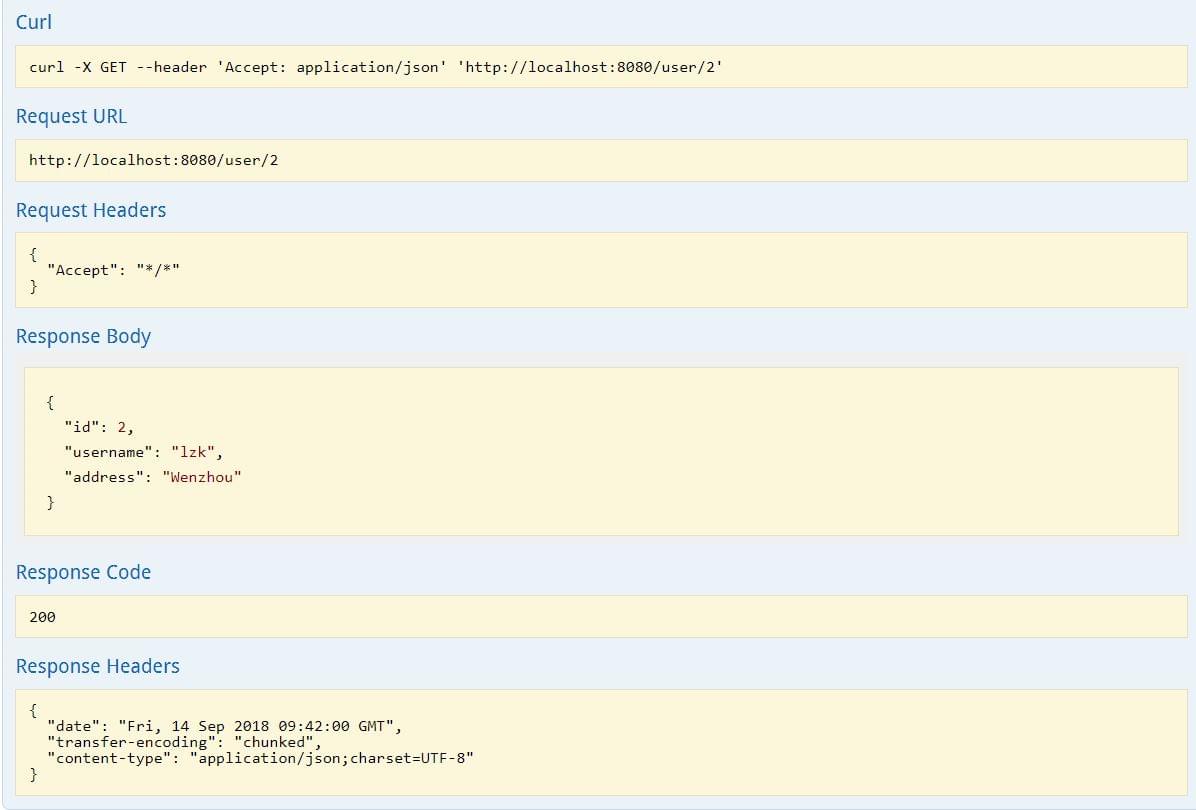 Curl
curl -X GET --header 'Accept: application/json' 'http://localhost:8080/user/2'
Request URL
http://localhost:8080/user/2
Request Headers
{
  "Accept": "*/*"
}
Response Body
{
  "id": 2,
  "username": "lzk",
  "address": "Wenzhou"
}
Response Code
200
Response Headers
{
  "date": "Fri, 14 Sep 2018 09:42:00 GMT",
  "transfer-encoding": "chunked",
  "content-type": "application/json;charset=UTF-8"
}